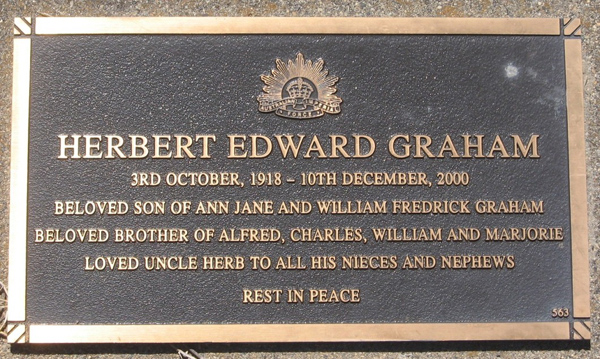 HERBERT EDWARD GRAHAM
3RD OCTOBER, 1918 – 10TH DECEMBER, 2000
BELOVED SON OF ANN JANE AND WILLIAM FREDRICK GRAHAM
BELOVED BROTHER OF ALFRED, CHARLES, WILLIAM AND MARJORIE
LOVED UNCLE HERB TO ALL HIS NIECES AND NEPHEWS
REST IN PEACE
563